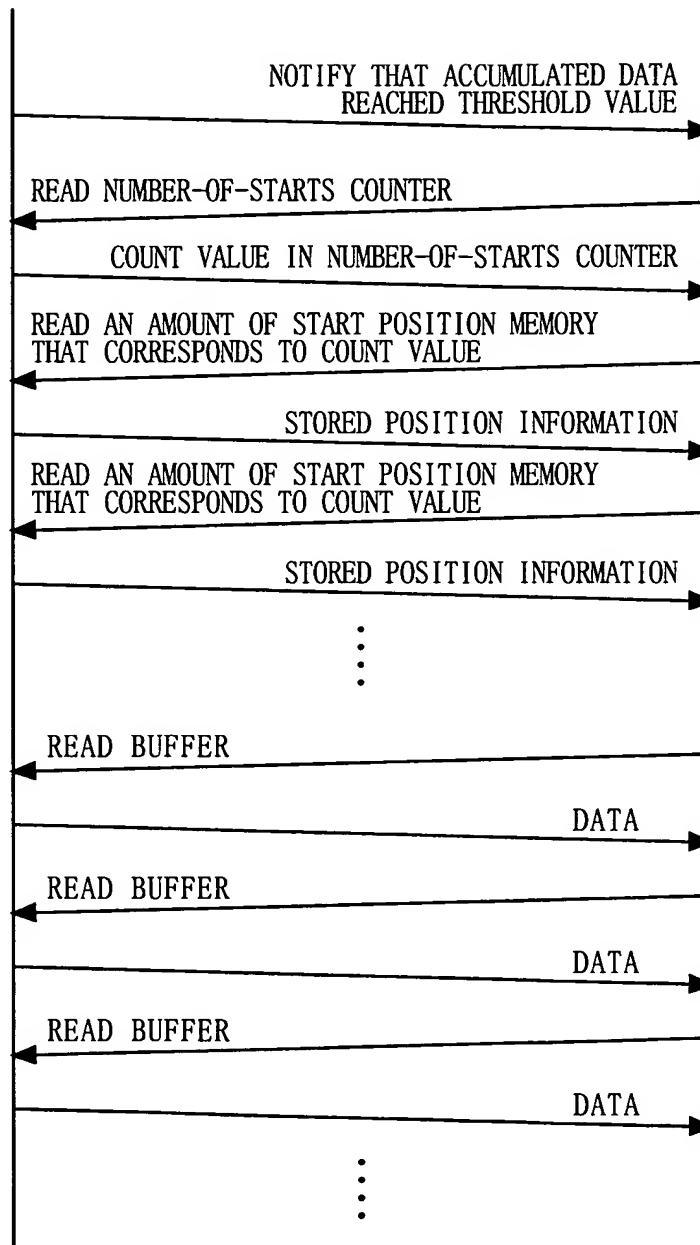 NOTIFY THAT ACCUMULATED DATA
REACHED THRESHOLD VALUE
READ NUMBER-OF-STARTS COUNTER
COUNT VALUE IN NUMBER-OF-STARTS COUNTER
READ AN AMOUNT OF START POSITION MEMORY
THAT CORRESPONDS TO COUNT VALUE
STORED POSITION INFORMATION
READ AN AMOUNT OF START POSITION MEMORY
THAT CORRESPONDS TO COUNT VALUE
STORED POSITION INFORMATION
READ BUFFER
DATA
READ BUFFER
DATA
READ BUFFER
DATA